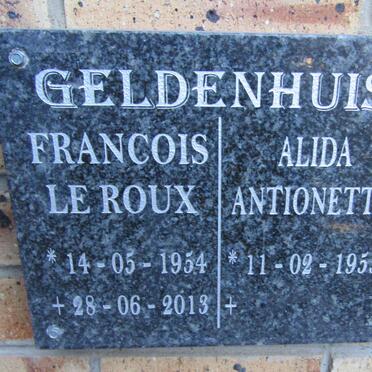 GELDENHUIS
FRANCOIS
LE ROUX
* 14-05-1954
+ 28-06-2013
ALIDA
ANTIONETT
* 11-02-195
+